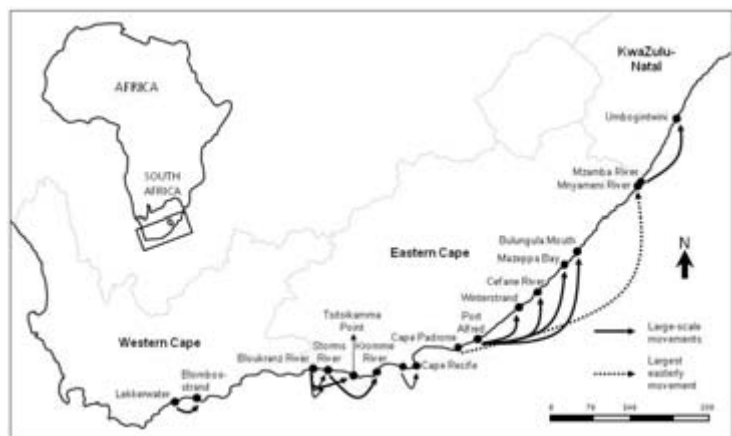 KwaZulu-
Natal
AFRICA
Umbogintwini
SOUTH
AFRICA
Mzamba River
Mnyameni River
Bulungula Mouth
Eastern Cape
Mazeppa Bay
N
Cefane River
Winterstrand
Tsitsikamma
Point
Port
Alfred
Western Cape
Storms
River
Kromme
River
Cape Padrone
Large-scale
movements
Bloukranz River
Cape Recife
Blombos-
strand
Lekkerwater
Largest
easterly
movement
0